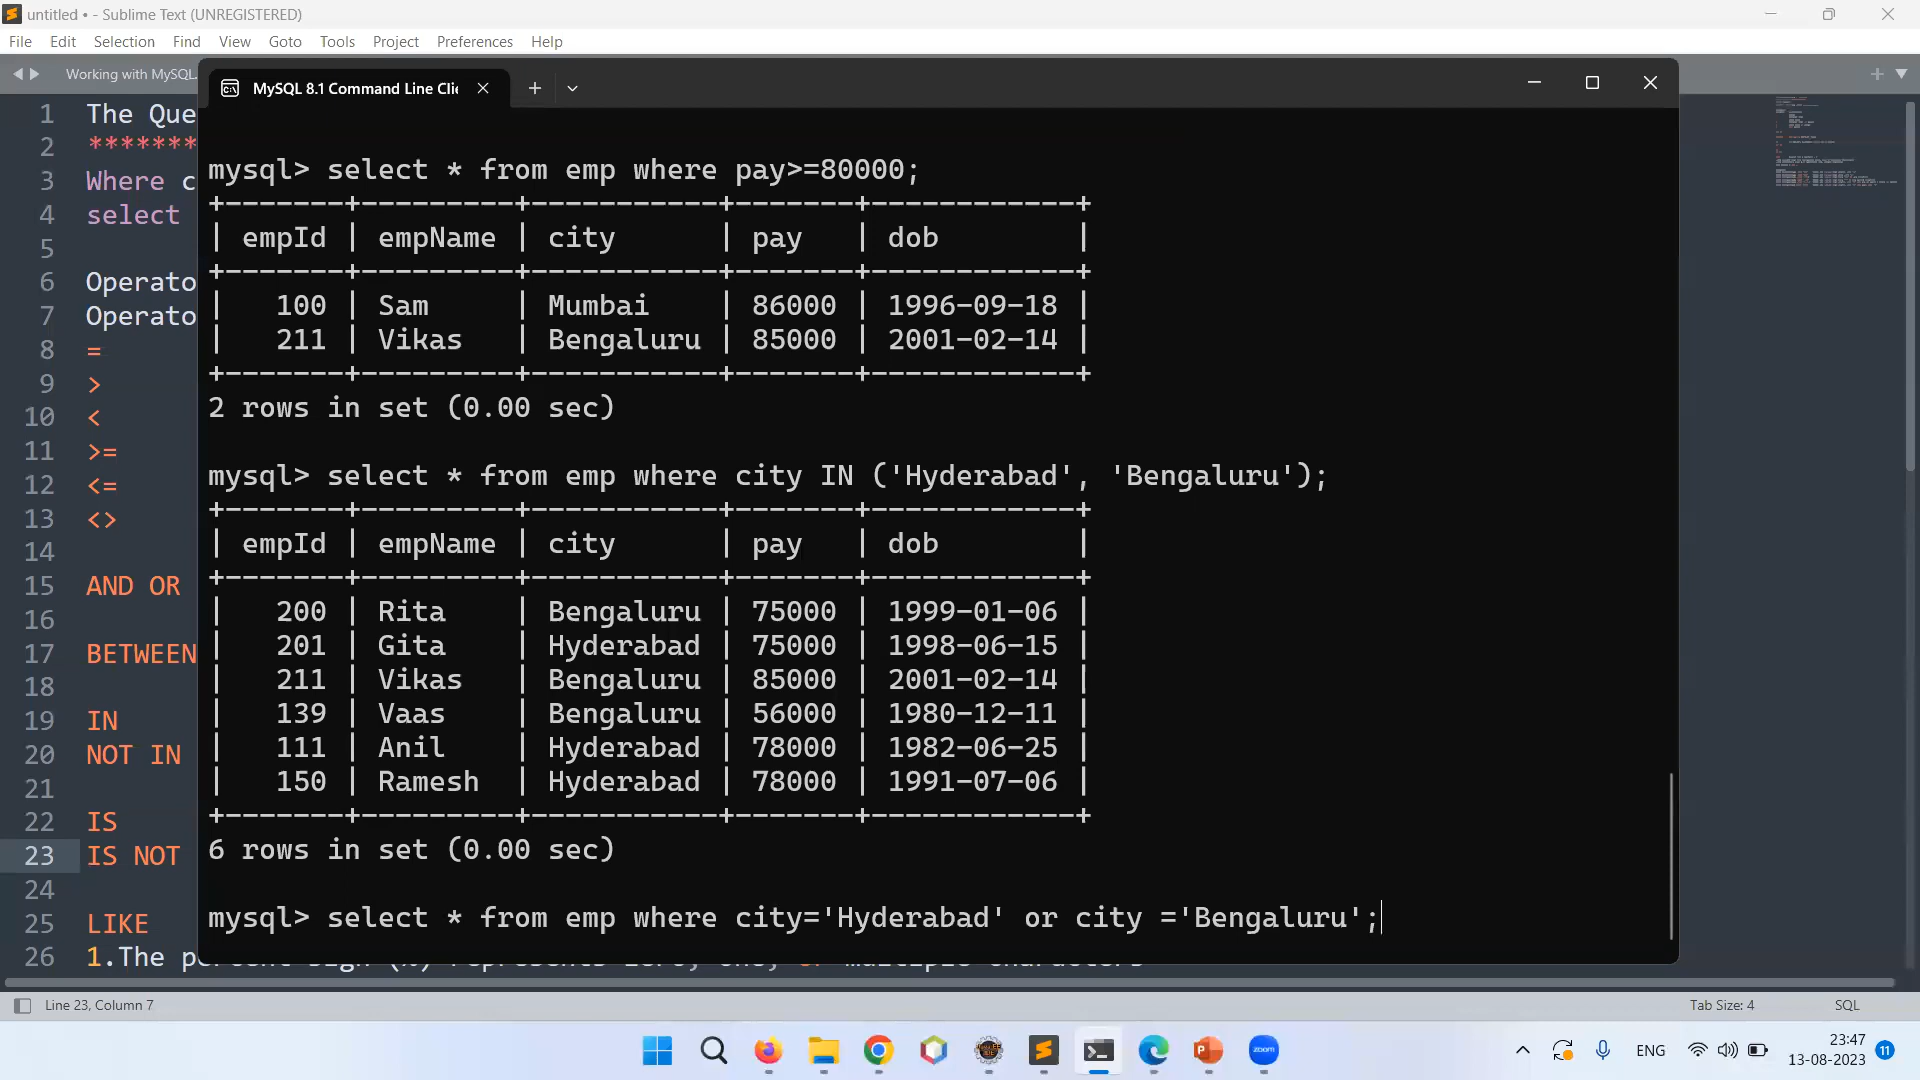 untitled • - Sublime Text (UNREGISTERED)
File Edit Selection Find View Goto Tools Project Preferences Help
Working with MySQL
MySQL 8.1 Command Line Clie
1 The Que
2 *******
3 Where c
4 select
5
6 Operato
7 Operato
8 =
9 >
10 <
11 >=
12 <=
13 <>
14
15 AND OR
16
17 BETWEEN
18
19 IN
20 NOT IN
21
22 IS
23 IS NOT
24
25 LIKE
26 1.The percent sign (%) represents zero, one, or multiple characters
mysql> select * from emp where pay>=80000;
+-------+---------+-----------+-------+------------+
| empId | empName | city      | pay   | dob        |
+-------+---------+-----------+-------+------------+
|   100 | Sam     | Mumbai    | 86000 | 1996-09-18 |
|   211 | Vikas   | Bengaluru | 85000 | 2001-02-14 |
+-------+---------+-----------+-------+------------+
2 rows in set (0.00 sec)
mysql> select * from emp where city IN ('Hyderabad', 'Bengaluru');
+-------+---------+-----------+-------+------------+
| empId | empName | city      | pay   | dob        |
+-------+---------+-----------+-------+------------+
|   200 | Rita    | Bengaluru | 75000 | 1999-01-06 |
|   201 | Gita    | Hyderabad | 75000 | 1998-06-15 |
|   211 | Vikas   | Bengaluru | 85000 | 2001-02-14 |
|   139 | Vaas    | Bengaluru | 56000 | 1980-12-11 |
|   111 | Anil    | Hyderabad | 78000 | 1982-06-25 |
|   150 | Ramesh  | Hyderabad | 78000 | 1991-07-06 |
+-------+---------+-----------+-------+------------+
6 rows in set (0.00 sec)
mysql> select * from emp where city='Hyderabad' or city ='Bengaluru';
Line 23, Column 7 Tab Size: 4 SQL
zoom
ENG
23:47
13-08-2023
11